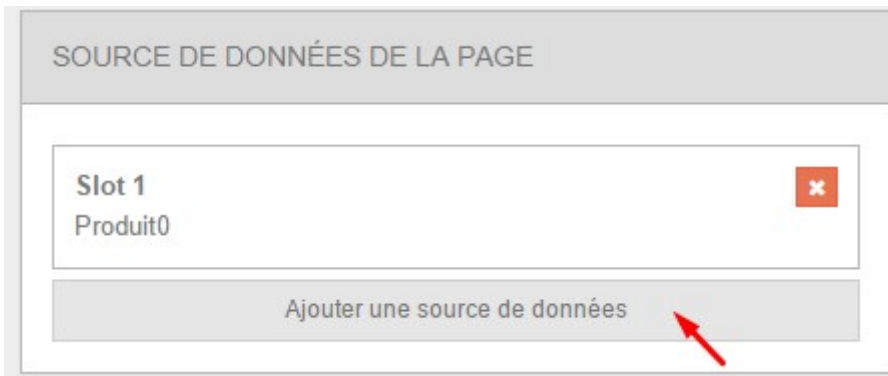 SOURCE DE DONNÉES DE LA PAGE
Slot 1
Produit0
Ajouter une source de données